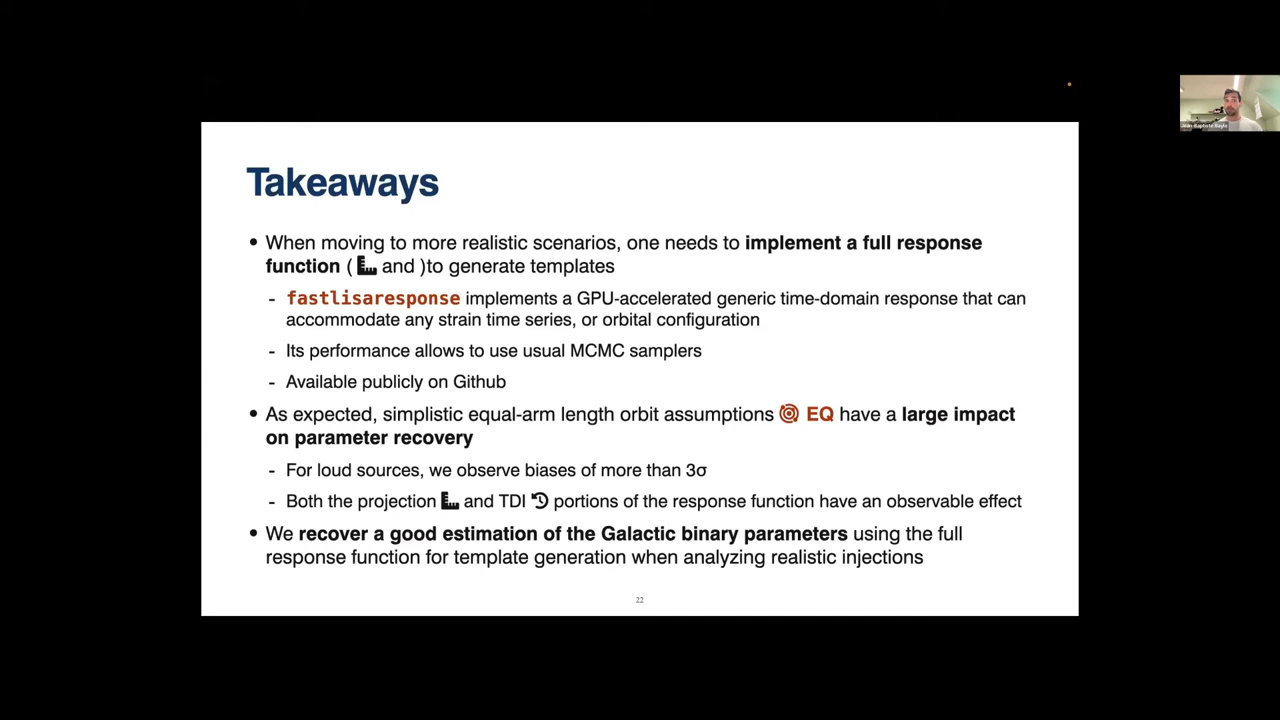 Takeaways
• When moving to more realistic scenarios, one needs to implement a full response
function ( and )to generate templates
- fastlisaresponse implements a GPU-accelerated generic time-domain response that can
accommodate any strain time series, or orbital configuration
- Its performance allows to use usual MCMC samplers
- Available publicly on Github
• As expected, simplistic equal-arm length orbit assumptions EQ have a large impact
on parameter recovery
- For loud sources, we observe biases of more than 3σ
- Both the projection and TDI portions of the response function have an observable effect
• We recover a good estimation of the Galactic binary parameters using the full
response function for template generation when analyzing realistic injections
22
Jean-Baptiste Bayle